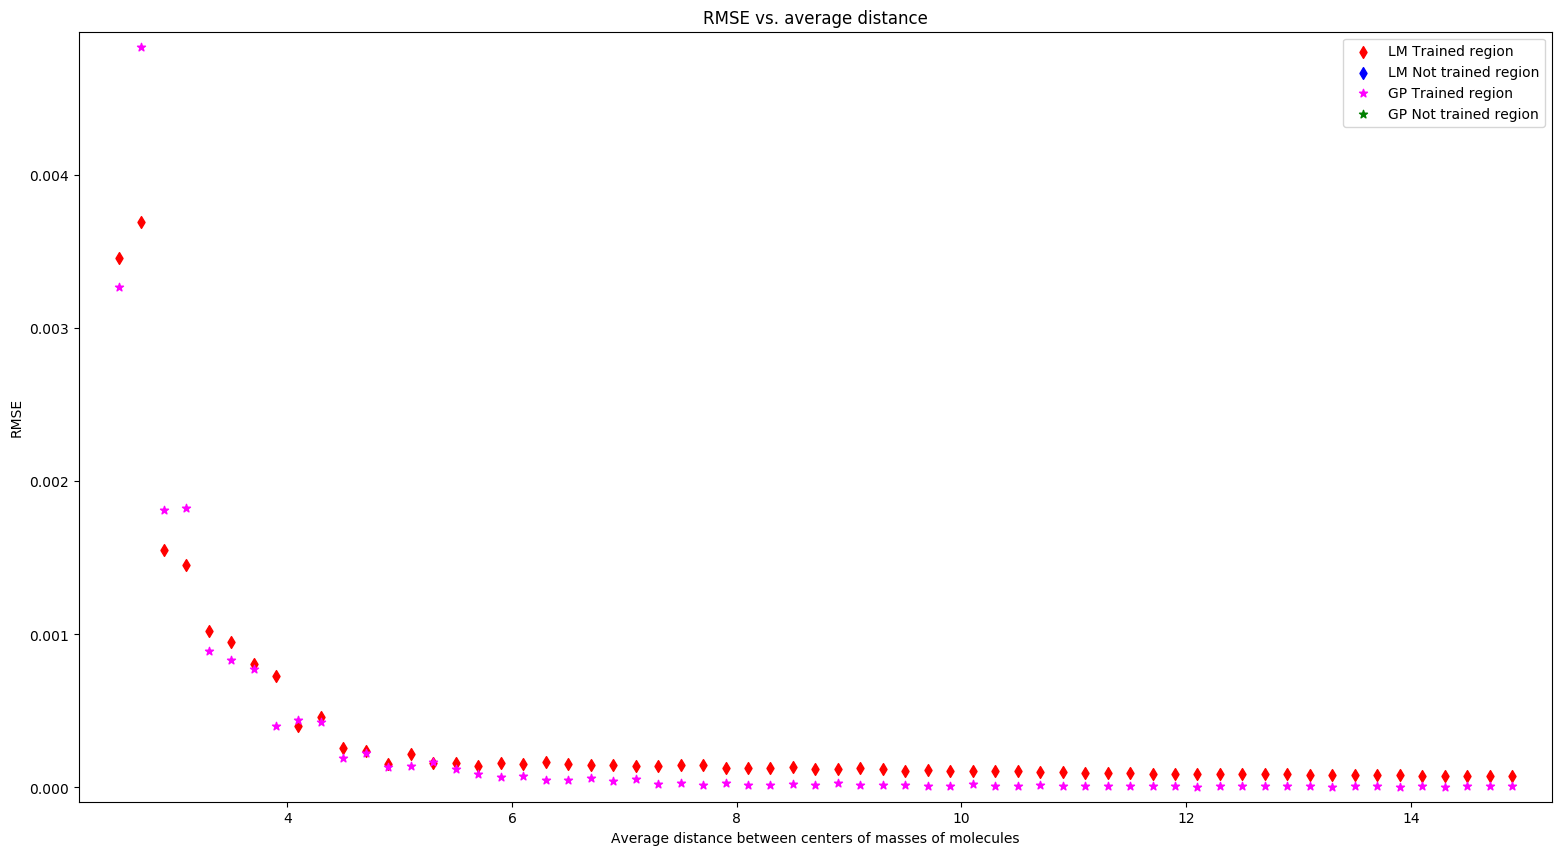 RMSE vs. average distance
LM Trained region
LM Not trained region
GP Trained region
GP Not trained region
0.004
0.003
0.002
0.001
0.000
RMSE
4 6 8 10 12 14
Average distance between centers of masses of molecules